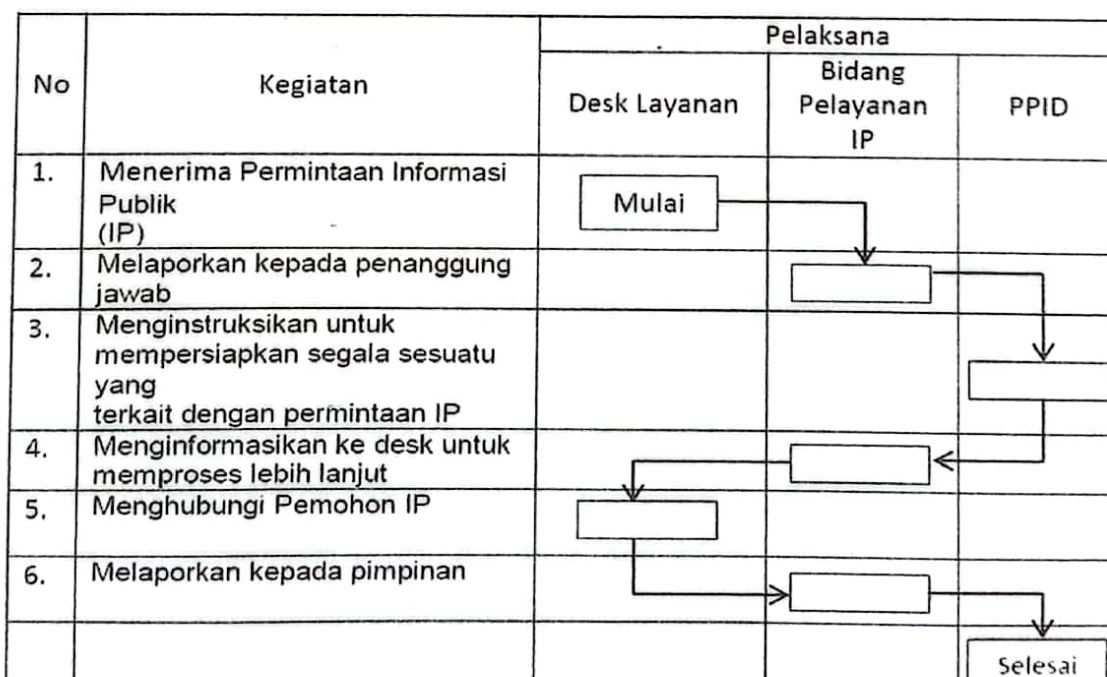 Pelaksana
No
Kegiatan
Desk Layanan
Bidang
Pelayanan
IP
PPID
1.
Menerima Permintaan Informasi
Publik
(IP)
Mulai
2.
Melaporkan kepada penanggung
jawab
3.
Menginstruksikan untuk
mempersiapkan segala sesuatu
yang
terkait dengan permintaan IP
4.
Menginformasikan ke desk untuk
memproses lebih lanjut
5.
Menghubungi Pemohon IP
6.
Melaporkan kepada pimpinan
Selesai